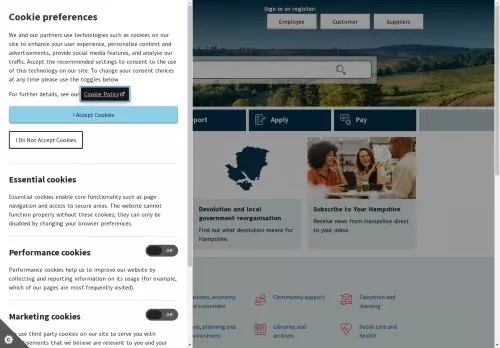 Cookie preferences
We and our partners use technologies such as cookies on our
site to enhance your user experience, personalise content and
advertisements, provide social media features, and analyse our
traffic. Accept the recommended settings to consent to the use
of this technology on our site. To change your consent choices
at any time please use the toggles below.
For further details, see our Cookie Policy
I Accept Cookies
I Do Not Accept Cookies
Essential cookies
Essential cookies enable core functionality such as page
navigation and access to secure areas. The website cannot
function properly without these cookies; they can only be
disabled by changing your browser preferences.
Performance cookies
Off
Performance cookies help us to improve our website by
collecting and reporting information on its usage (for example,
which of our pages are most frequently visited).
Marketing cookies
Off
use third party cookies on our site to serve you with
that we believe are relevant to you and your
Sign in or register:
Employee
Customer
Suppliers
Apply
Pay
Devolution and local
government reorganisation
Find out what devolution means for
Hampshire.
Subscribe to Your Hampshire
Receive news from Hampshire direct
to your inbox
economy
Community support
Education and
learning
planning
Libraries and
archives
Social care and
health